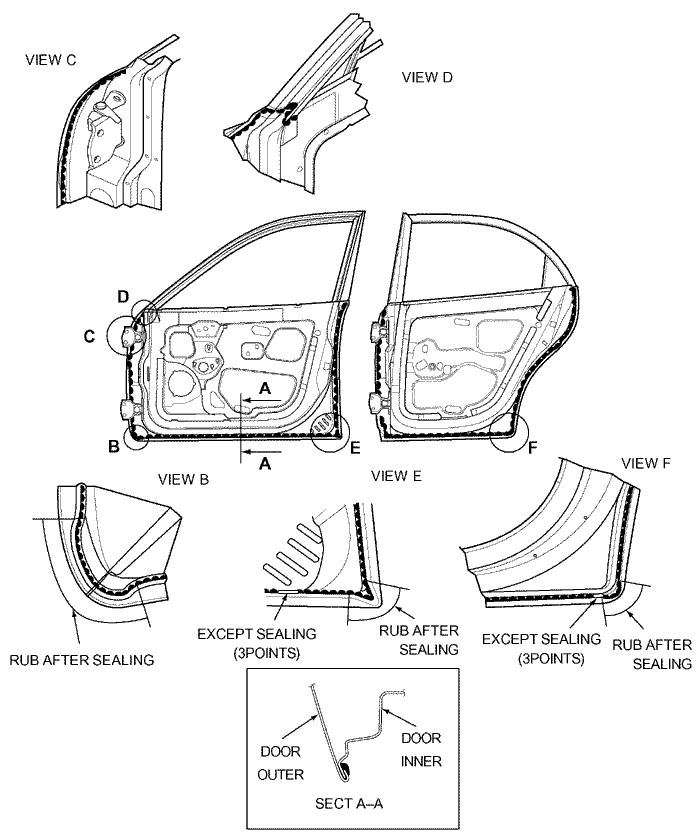 VIEW C
VIEW D
D
C
A
A
B
E
F
VIEW B
VIEW E
VIEW F
RUB AFTER SEALING
EXCEPT SEALING
(3POINTS)
RUB AFTER
SEALING
EXCEPT SEALING
(3POINTS)
RUB AFTER
SEALING
DOOR
OUTER
DOOR
INNER
SECT A–A